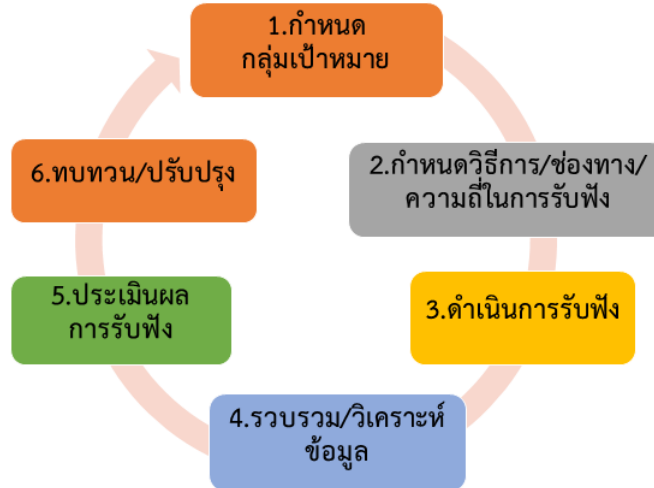 1.กำหนด
กลุ่มเป้าหมาย
2.กำหนดวิธีการ/ช่องทาง/
ความถี่ในการรับฟัง
3.ดำเนินการรับฟัง
4.รวบรวม/วิเคราะห์
ข้อมูล
5.ประเมินผล
การรับฟัง
6.ทบทวน/ปรับปรุง